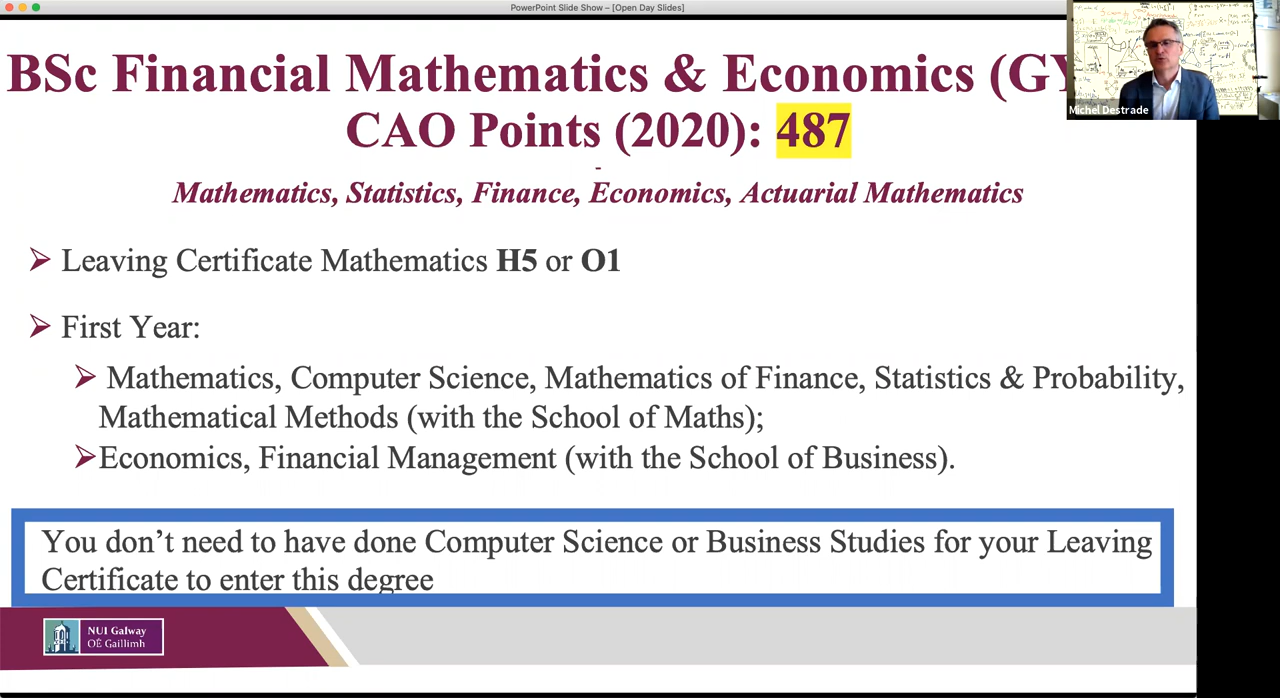 PowerPoint Slide Show – [Open Day Slides]
BSc Financial Mathematics & Economics (GY
CAO Points (2020): 487
-
Mathematics, Statistics, Finance, Economics, Actuarial Mathematics
Leaving Certificate Mathematics H5 or O1
First Year:
Mathematics, Computer Science, Mathematics of Finance, Statistics & Probability,
Mathematical Methods (with the School of Maths);
Economics, Financial Management (with the School of Business).
You don’t need to have done Computer Science or Business Studies for your Leaving
Certificate to enter this degree
NUI Galway
OÉ Gaillimh
Michel Destrade